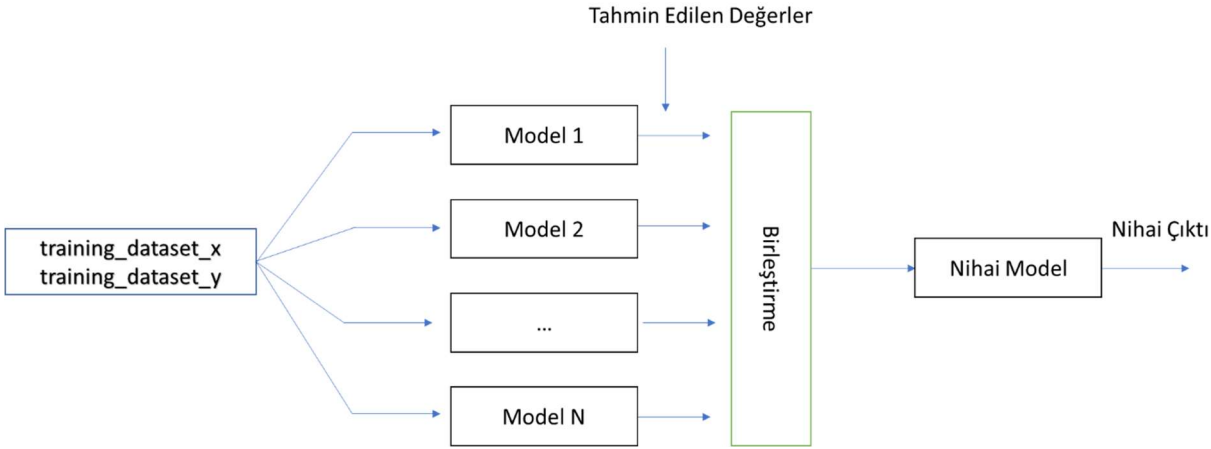 Tahmin Edilen Değerler
training_dataset_x
training_dataset_y
Model 1
Model 2
...
Model N
Birleştirme
Nihai Model
Nihai Çıktı